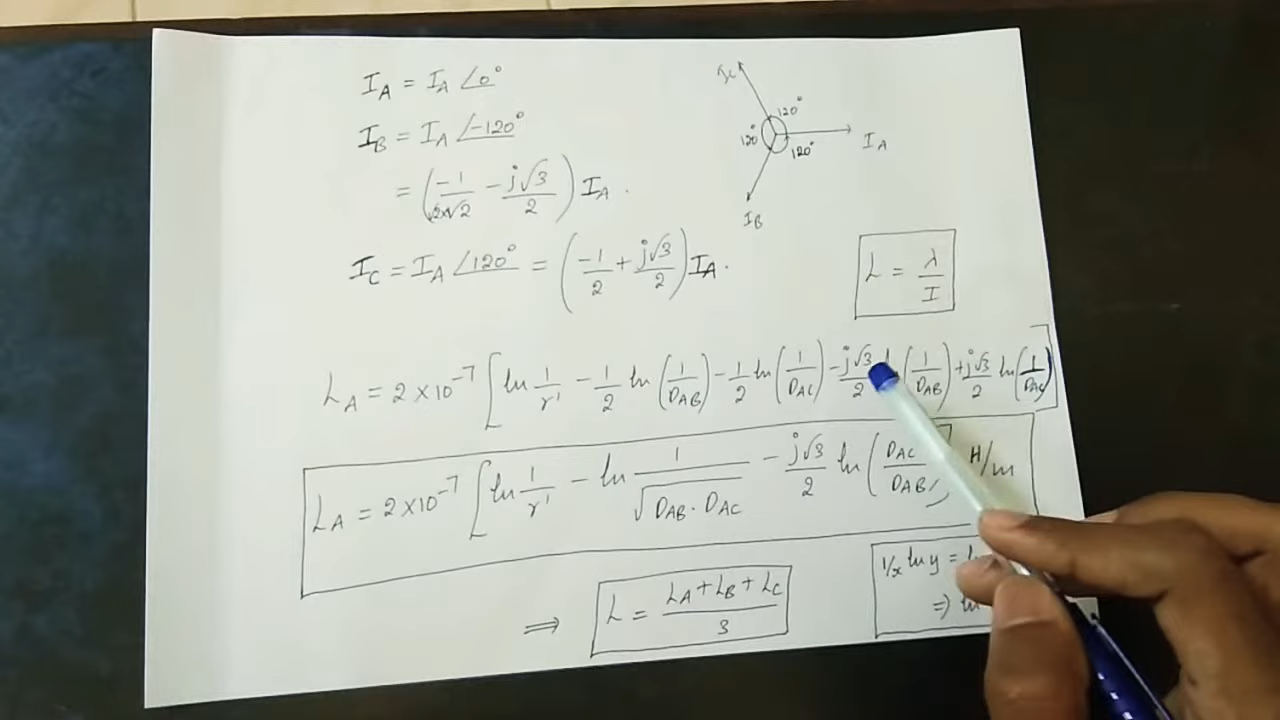 I_A = I_A ∠0°
I_B = I_A ∠-120°
= (-1/2 - j√3/2) I_A.
I_C = I_A ∠120° = (-1/2 + j√3/2) I_A.
120°
120°
120°
I_A
I_B
L = λ/I
L_A = 2×10^-7 [ln 1/r' - 1/2 ln (1/D_AB) - 1/2 ln (1/D_AC) - j√3/2 (1/D_AB) + j√3/2 ln (1/D_AC)]
L_A = 2×10^-7 [ln 1/r' - ln 1/√(D_AB · D_AC) - j√3/2 ln (D_AC/D_AB)] H/m
⟹ L = (L_A + L_B + L_C)/3
1/x ln y =
⇒ ln